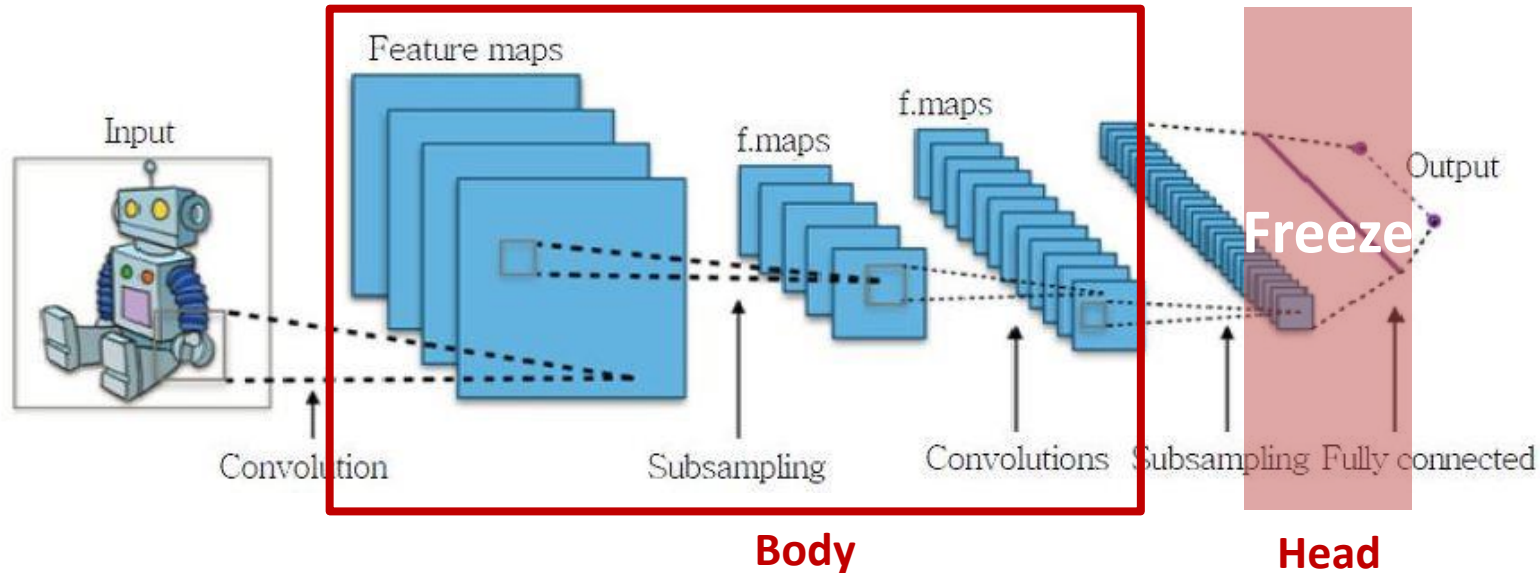 Feature maps
f.maps
Input
f.maps
Output
Freeze
Convolution
Subsampling
Convolutions
Subsampling
Fully connected
Body
Head